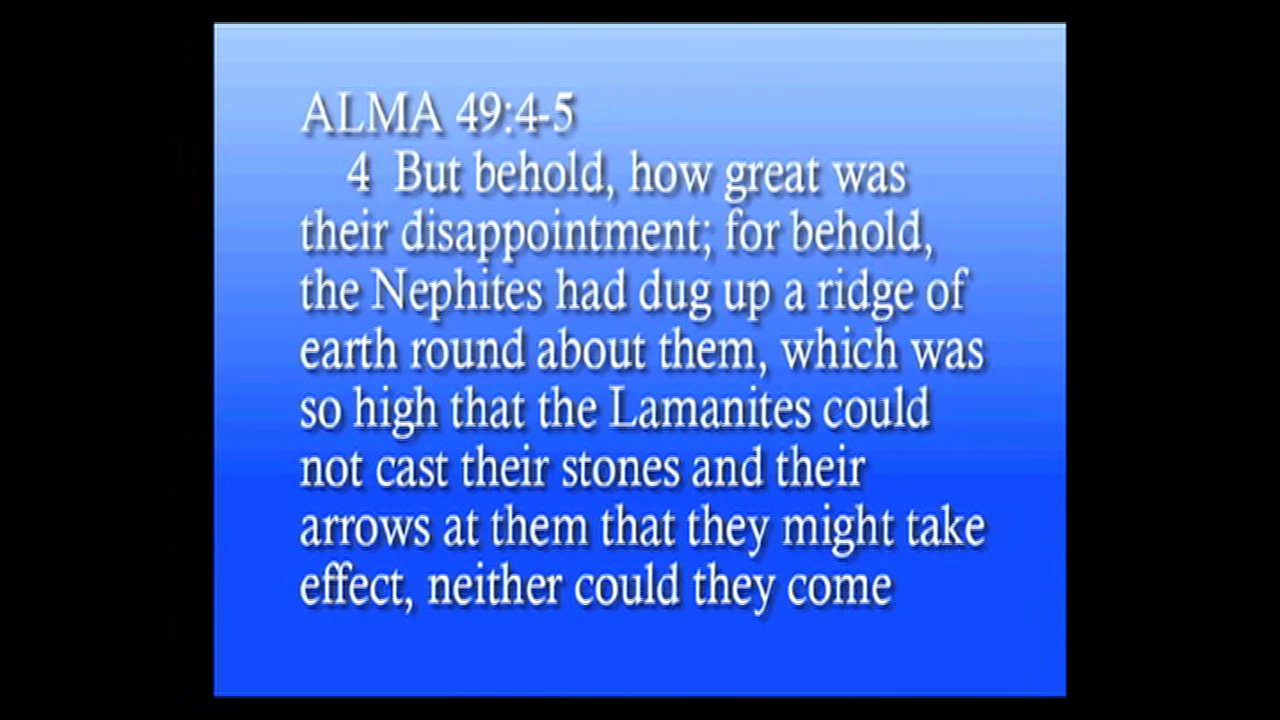 ALMA 49:4-5
4 But behold, how great was
their disappointment; for behold,
the Nephites had dug up a ridge of
earth round about them, which was
so high that the Lamanites could
not cast their stones and their
arrows at them that they might take
effect, neither could they come